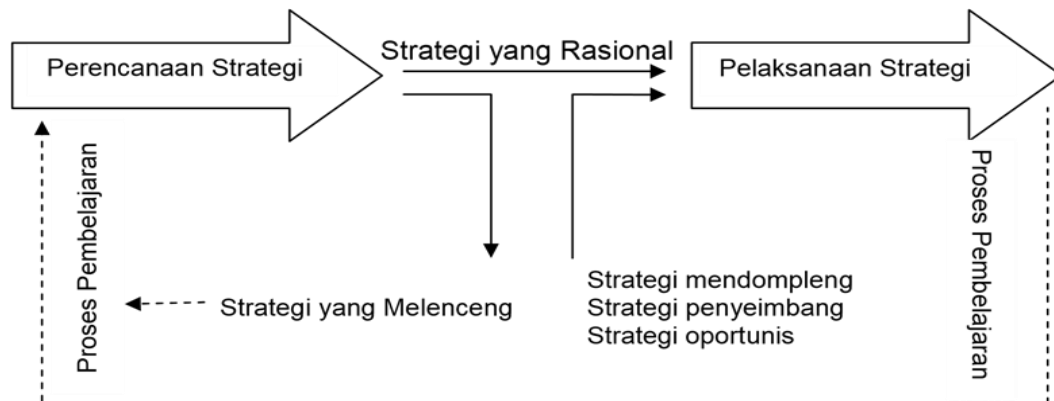 Perencanaan Strategi
Strategi yang Rasional
Pelaksanaan Strategi
Proses Pembelajaran
Strategi yang Melenceng
Strategi mendompleng
Strategi penyeimbang
Strategi oportunis
Proses Pembelajaran